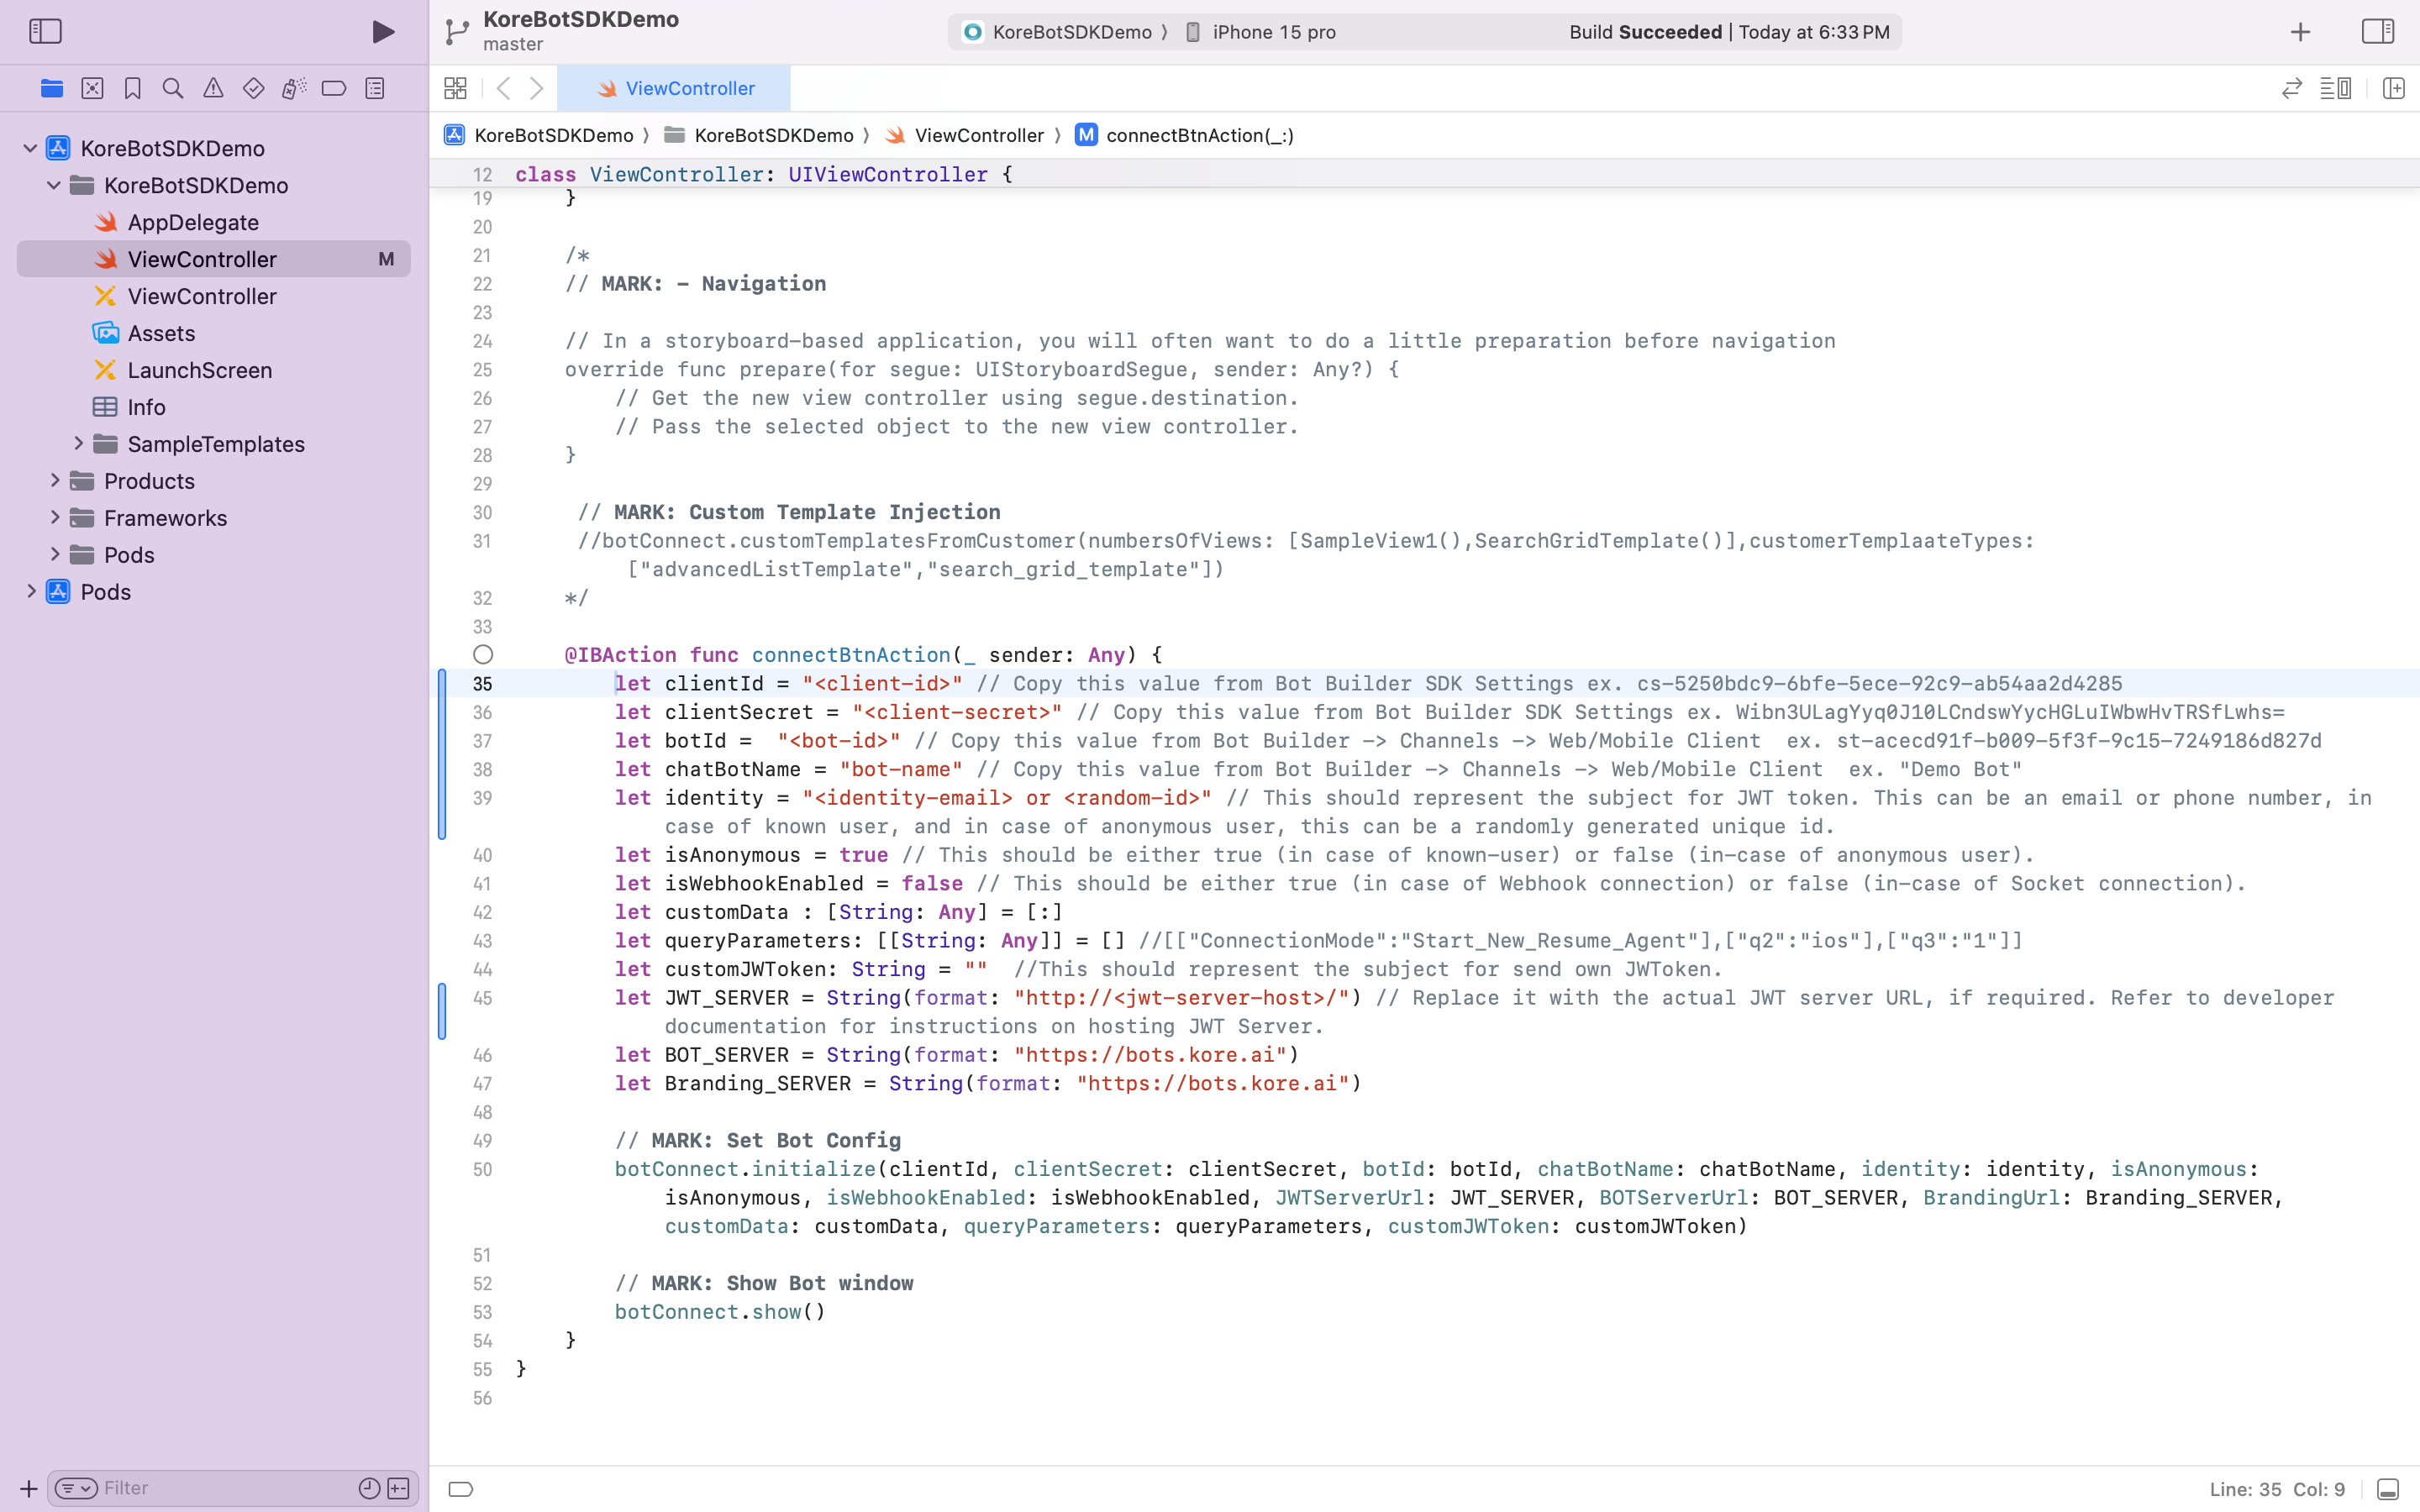 KoreBotSDKDemo
master
KoreBotSDKDemo 〉 iPhone 15 pro
Build Succeeded | Today at 6:33 PM
ViewController
KoreBotSDKDemo 〉 KoreBotSDKDemo 〉 ViewController 〉 M connectBtnAction(_:)
KoreBotSDKDemo
KoreBotSDKDemo
AppDelegate
ViewController M
ViewController
Assets
LaunchScreen
Info
SampleTemplates
Products
Frameworks
Pods
Pods
Filter
12 class ViewController: UIViewController {
19 }
20
21 /*
22 // MARK: - Navigation
23
24 // In a storyboard-based application, you will often want to do a little preparation before navigation
25 override func prepare(for segue: UIStoryboardSegue, sender: Any?) {
26 // Get the new view controller using segue.destination.
27 // Pass the selected object to the new view controller.
28 }
29
30 // MARK: Custom Template Injection
31 //botConnect.customTemplatesFromCustomer(numbersOfViews: [SampleView1(),SearchGridTemplate()],customerTemplaateTypes:
["advancedListTemplate","search_grid_template"])
32 */
33
@IBAction func connectBtnAction(_ sender: Any) {
35 let clientId = "<client-id>" // Copy this value from Bot Builder SDK Settings ex. cs-5250bdc9-6bfe-5ece-92c9-ab54aa2d4285
36 let clientSecret = "<client-secret>" // Copy this value from Bot Builder SDK Settings ex. Wibn3ULagYyq0J10LCndswYycHGLuIWbwHvTRSfLwhs=
37 let botId =  "<bot-id>" // Copy this value from Bot Builder -> Channels -> Web/Mobile Client  ex. st-acecd91f-b009-5f3f-9c15-7249186d827d
38 let chatBotName = "bot-name" // Copy this value from Bot Builder -> Channels -> Web/Mobile Client  ex. "Demo Bot"
39 let identity = "<identity-email> or <random-id>" // This should represent the subject for JWT token. This can be an email or phone number, in
case of known user, and in case of anonymous user, this can be a randomly generated unique id.
40 let isAnonymous = true // This should be either true (in case of known-user) or false (in-case of anonymous user).
41 let isWebhookEnabled = false // This should be either true (in case of Webhook connection) or false (in-case of Socket connection).
42 let customData : [String: Any] = [:]
43 let queryParameters: [[String: Any]] = [] //[["ConnectionMode":"Start_New_Resume_Agent"],["q2":"ios"],["q3":"1"]]
44 let customJWToken: String = ""  //This should represent the subject for send own JWToken.
45 let JWT_SERVER = String(format: "http://<jwt-server-host>/") // Replace it with the actual JWT server URL, if required. Refer to developer
documentation for instructions on hosting JWT Server.
46 let BOT_SERVER = String(format: "https://bots.kore.ai")
47 let Branding_SERVER = String(format: "https://bots.kore.ai")
48
49 // MARK: Set Bot Config
50 botConnect.initialize(clientId, clientSecret: clientSecret, botId: botId, chatBotName: chatBotName, identity: identity, isAnonymous:
isAnonymous, isWebhookEnabled: isWebhookEnabled, JWTServerUrl: JWT_SERVER, BOTServerUrl: BOT_SERVER, BrandingUrl: Branding_SERVER,
customData: customData, queryParameters: queryParameters, customJWToken: customJWToken)
51
52 // MARK: Show Bot window
53 botConnect.show()
54 }
55 }
56
Line: 35 Col: 9